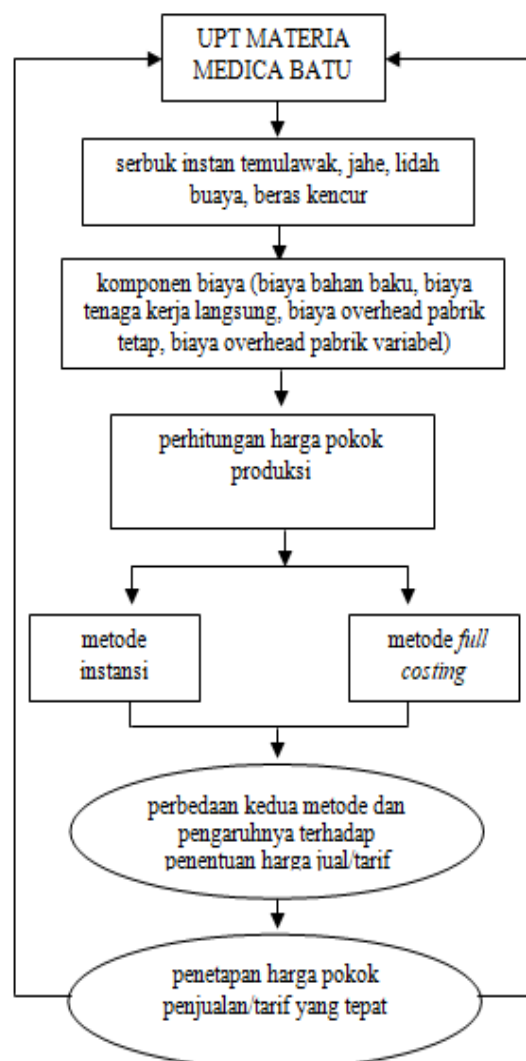 UPT MATERIA
MEDICA BATU
serbuk instan temulawak, jahe, lidah
buaya, beras kencur
komponen biaya (biaya bahan baku, biaya
tenaga kerja langsung, biaya overhead pabrik
tetap, biaya overhead pabrik variabel)
perhitungan harga pokok
produksi
metode
instansi
metode full
costing
perbedaan kedua metode dan
pengaruhnya terhadap
penentuan harga jual/tarif
penetapan harga pokok
penjualan/tarif yang tepat